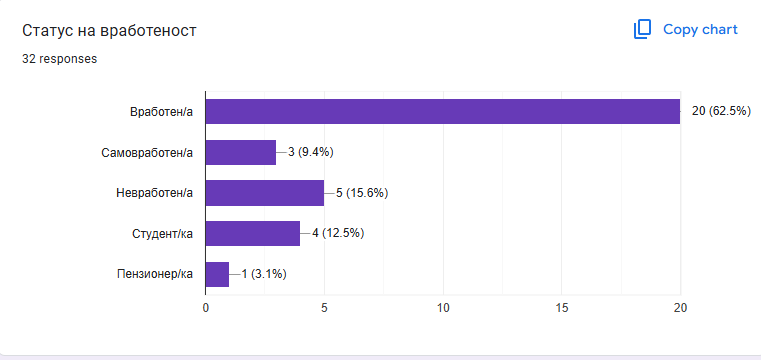 Статус на вработеност
Copy chart
32 responses
Вработен/а
20 (62.5%)
Самовработен/а
3 (9.4%)
Невработен/а
5 (15.6%)
Студент/ка
4 (12.5%)
Пензионер/ка
1 (3.1%)
0 5 10 15 20